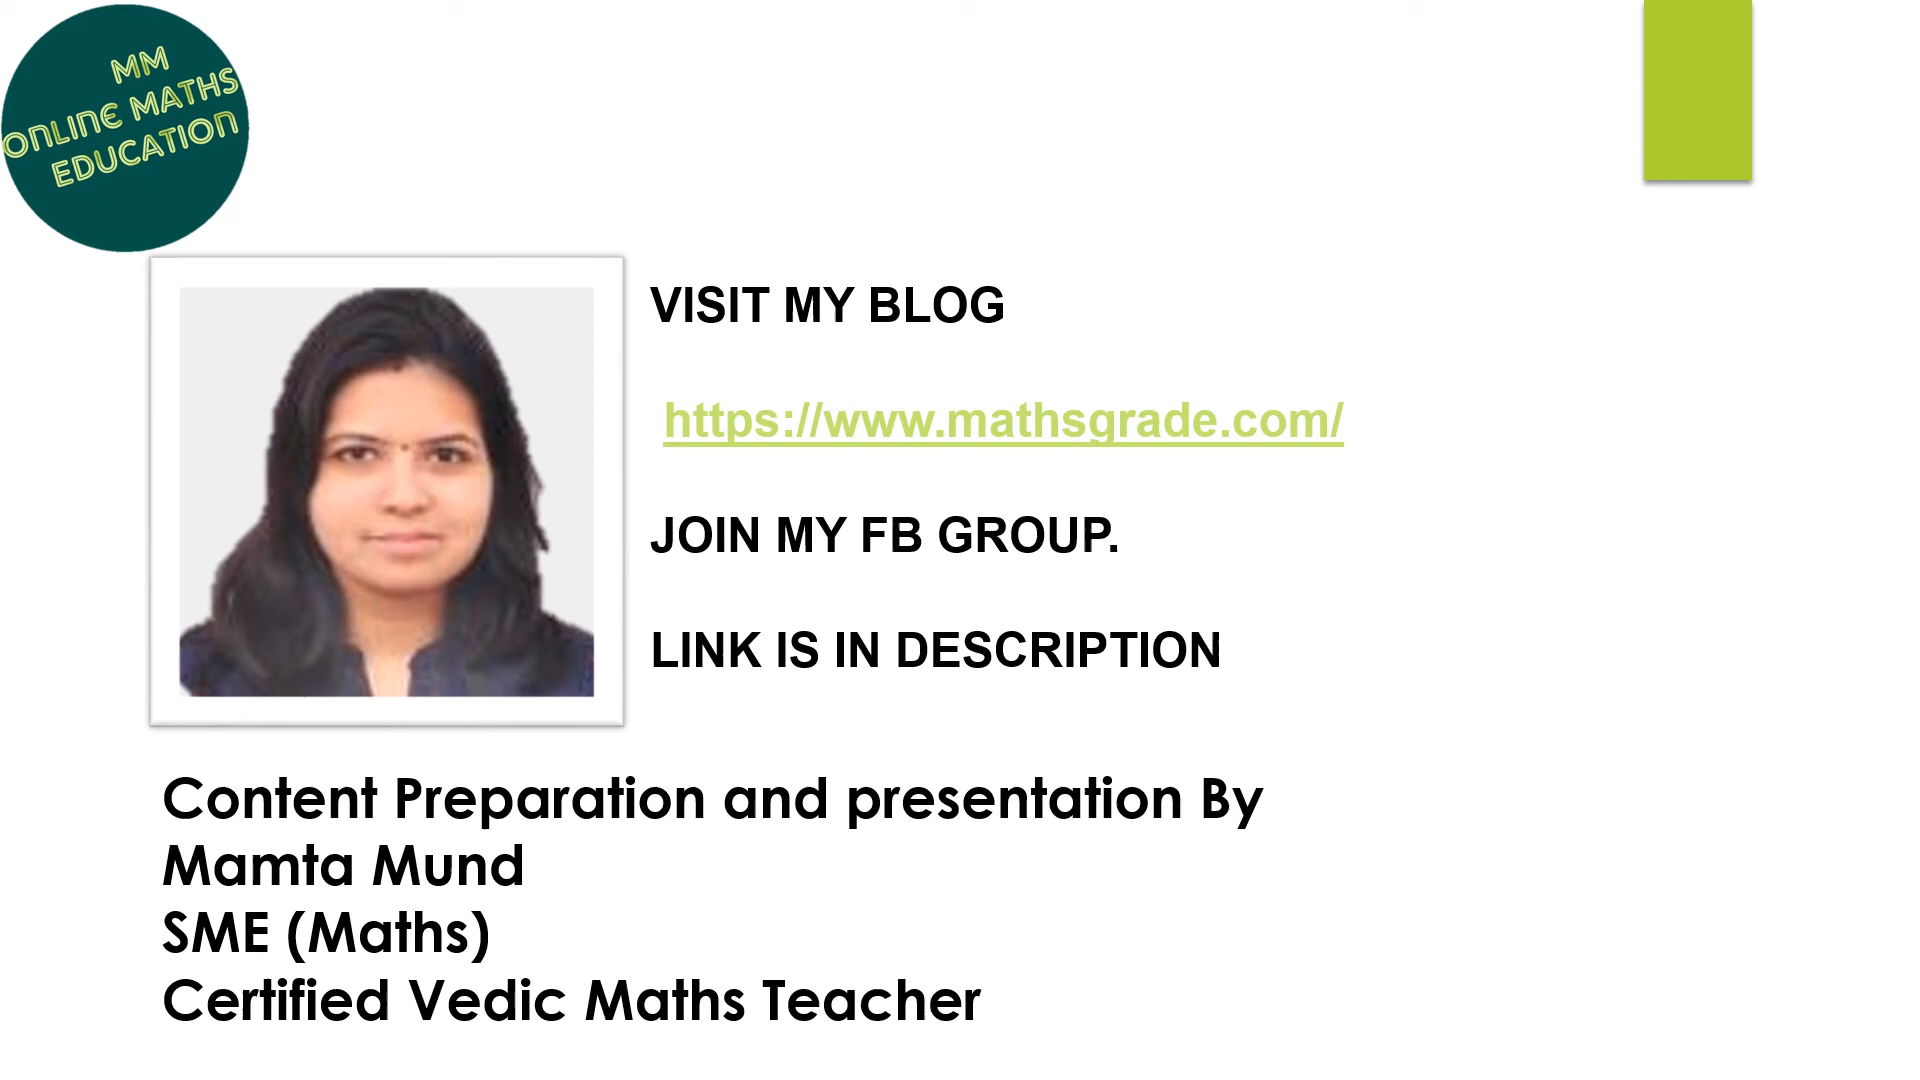 MM
ONLINE MATHS
EDUCATION
VISIT MY BLOG
https://www.mathsgrade.com/
JOIN MY FB GROUP.
LINK IS IN DESCRIPTION
Content Preparation and presentation By
Mamta Mund
SME (Maths)
Certified Vedic Maths Teacher